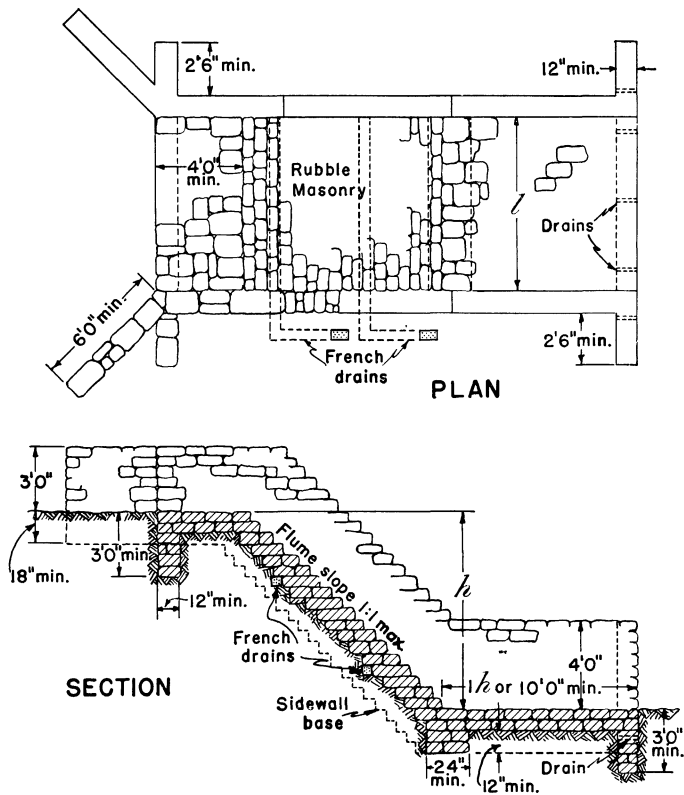 2'6"min.
12"min.
4'0"
min.
Rubble
Masonry
l
Drains
6'0"min.
French
drains
2'6"min.
PLAN
3'0"
18"min.
3'0"min.
12"min.
Flume slope 1:1 max.
h
French
drains
4'0"
1h or 10'0"min.
SECTION
Sidewall
base
24"
min.
12"min.
Drain
3'0"
min.